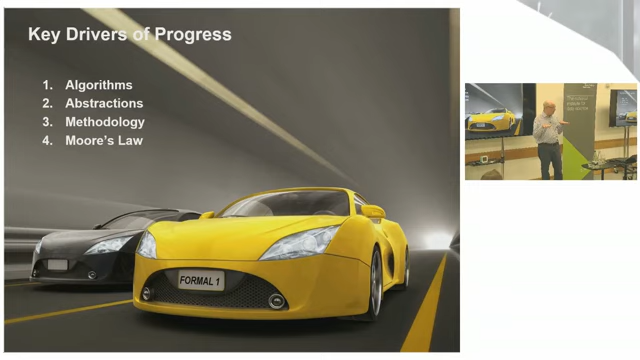 Key Drivers of Progress
1. Algorithms
2. Abstractions
3. Methodology
4. Moore's Law
FORMAL 1